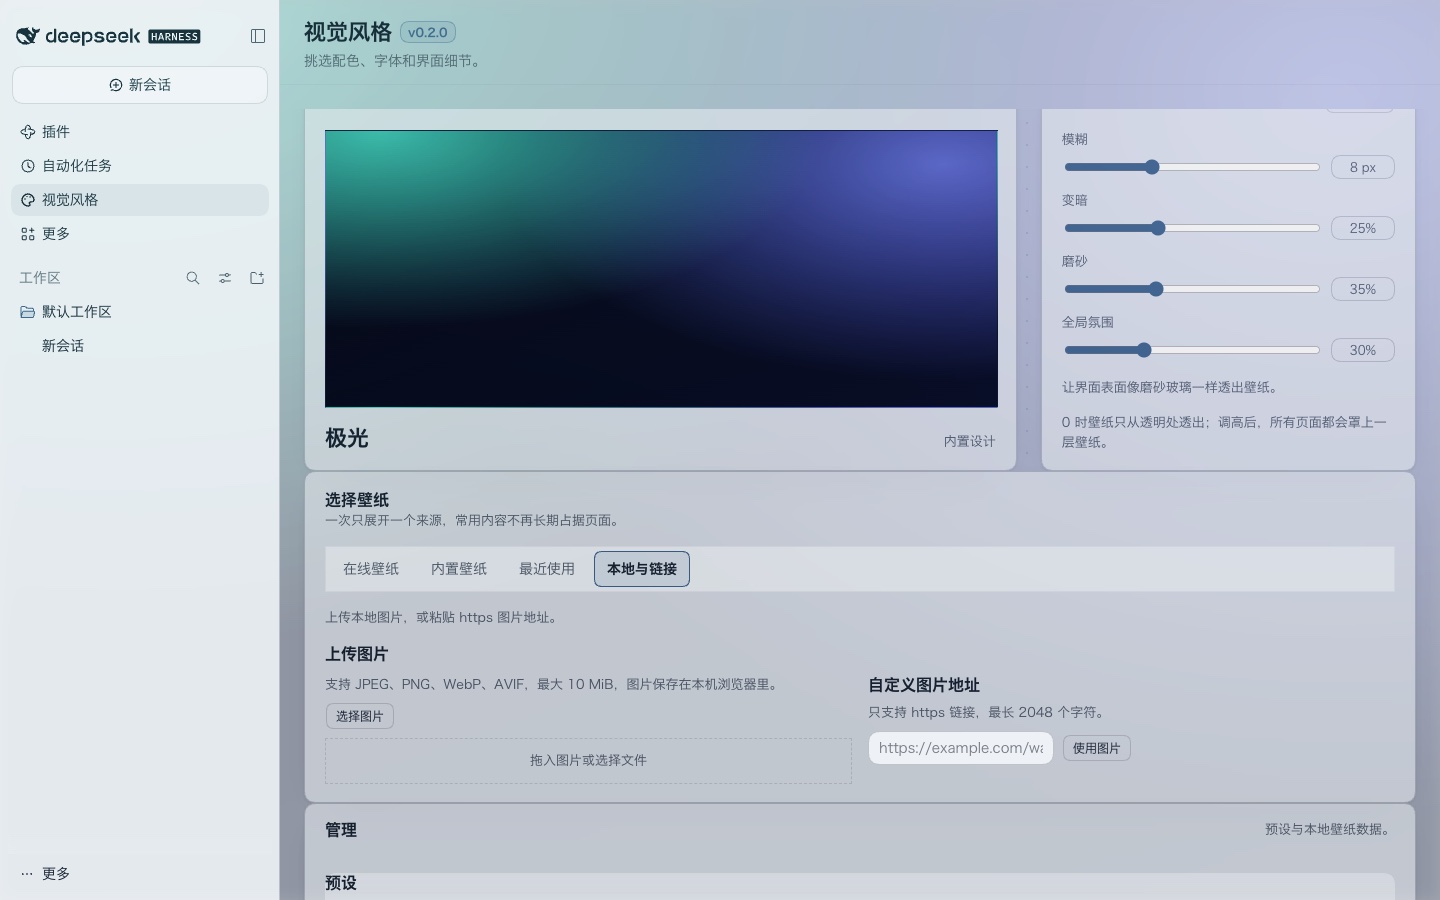 deepseek HARNESS
新会话
插件
自动化任务
视觉风格
更多
工作区
默认工作区
新会话
更多
视觉风格 v0.2.0
挑选配色、字体和界面细节。
极光
内置设计
模糊
8 px
变暗
25%
磨砂
35%
全局氛围
30%
让界面表面像磨砂玻璃一样透出壁纸。
0 时壁纸只从透明处透出；调高后，所有页面都会罩上一
层壁纸。
选择壁纸
一次只展开一个来源，常用内容不再长期占据页面。
在线壁纸 内置壁纸 最近使用 本地与链接
上传本地图片，或粘贴 https 图片地址。
上传图片
支持 JPEG、PNG、WebP、AVIF，最大 10 MiB，图片保存在本机浏览器里。
选择图片
拖入图片或选择文件
自定义图片地址
只支持 https 链接，最长 2048 个字符。
https://example.com/wa
使用图片
管理
预设与本地壁纸数据。
预设